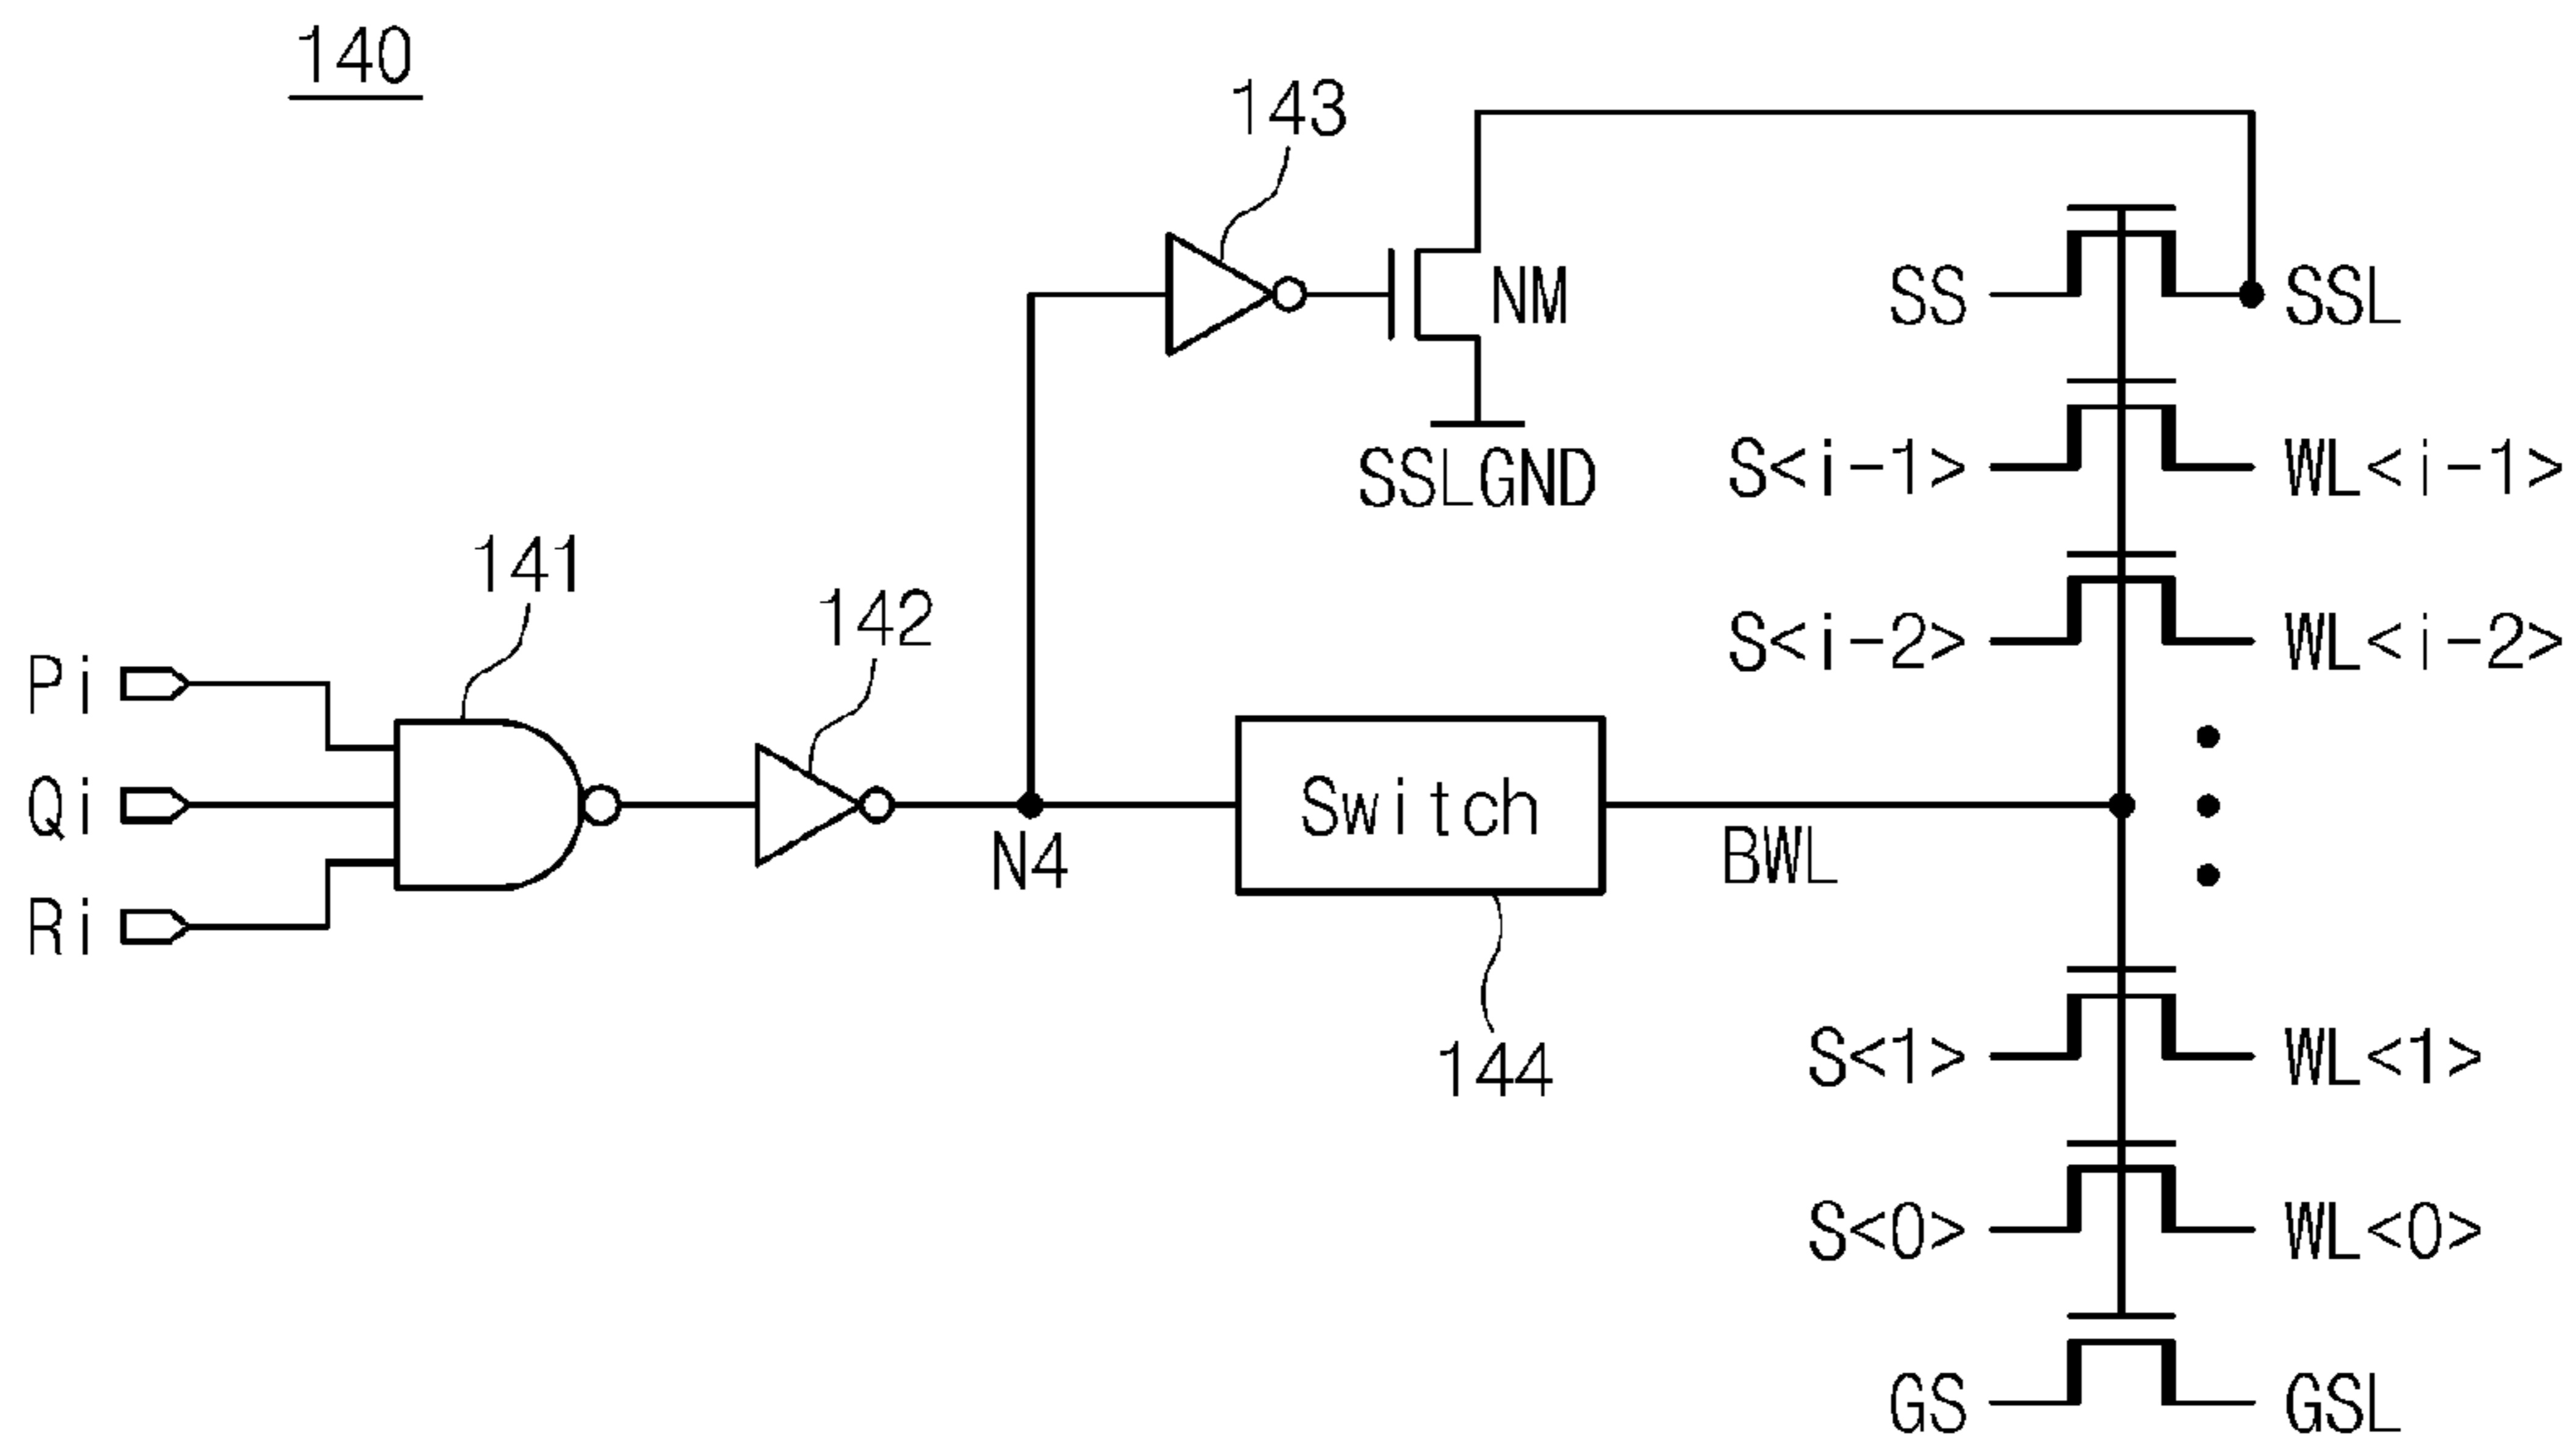 140
143
NM
SS
SSL
SSLGND
S<i-1>
WL<i-1>
141
142
S<i-2>
WL<i-2>
Pi
Qi
Ri
N4
Switch
BWL
144
S<1>
WL<1>
S<0>
WL<0>
GS
GSL